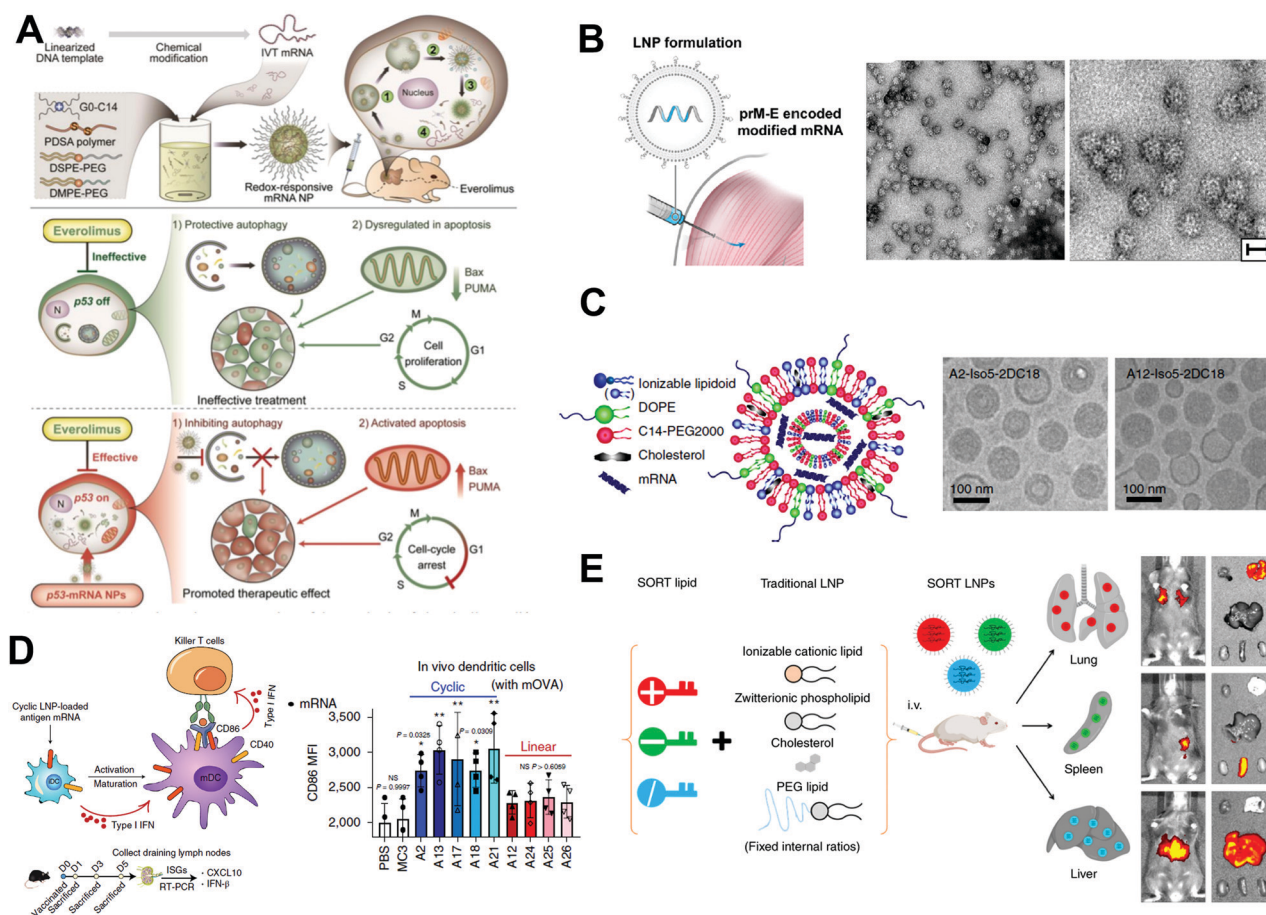 A
Linearized
DNA template
Chemical
modification
IVT mRNA
G0-C14
S
S
PDSA polymer
DSPE-PEG
DMPE-PEG
Redox-responsive
mRNA NP
Nucleus
1
2
3
4
Everolimus
Everolimus
Ineffective
p53 off
N
1) Protective autophagy
2) Dysregulated in apoptosis
Bax
PUMA
M
G2
G1
S
Cell
proliferation
Ineffective treatment
Everolimus
Effective
p53 on
N
p53-mRNA NPs
1) Inhibiting autophagy
2) Activated apoptosis
Bax
PUMA
M
G2
G1
S
Cell-cycle
arrest
Promoted therapeutic effect
B
LNP formulation
prM-E encoded
modified mRNA
C
Ionizable lipidoid
DOPE
C14-PEG2000
Cholesterol
mRNA
A2-Iso5-2DC18
100 nm
A12-Iso5-2DC18
100 nm
D
Killer T cells
Cyclic LNP-loaded
antigen mRNA
Type I IFN
CD86
CD40
iDC
Activation
Maturation
mDC
Type I IFN
Collect draining lymph nodes
D0
D1
D3
D5
Vaccinated
Sacrificed
Sacrificed
Sacrificed
ISGs
RT-PCR
• CXCL10
• IFN-β
In vivo dendritic cells
(with mOVA)
mRNA
Cyclic
Linear
CD86 MFI
3,500
3,000
2,500
2,000
NS
P = 0.9997
P = 0.0325
*
**
**
P = 0.0309
*
**
NS P > 0.6059
PBS
MC3
A2
A13
A17
A18
A21
A12
A24
A25
A26
E
SORT lipid
Traditional LNP
SORT LNPs
Ionizable cationic lipid
Zwitterionic phospholipid
Cholesterol
PEG lipid
(Fixed internal ratios)
i.v.
Lung
Spleen
Liver